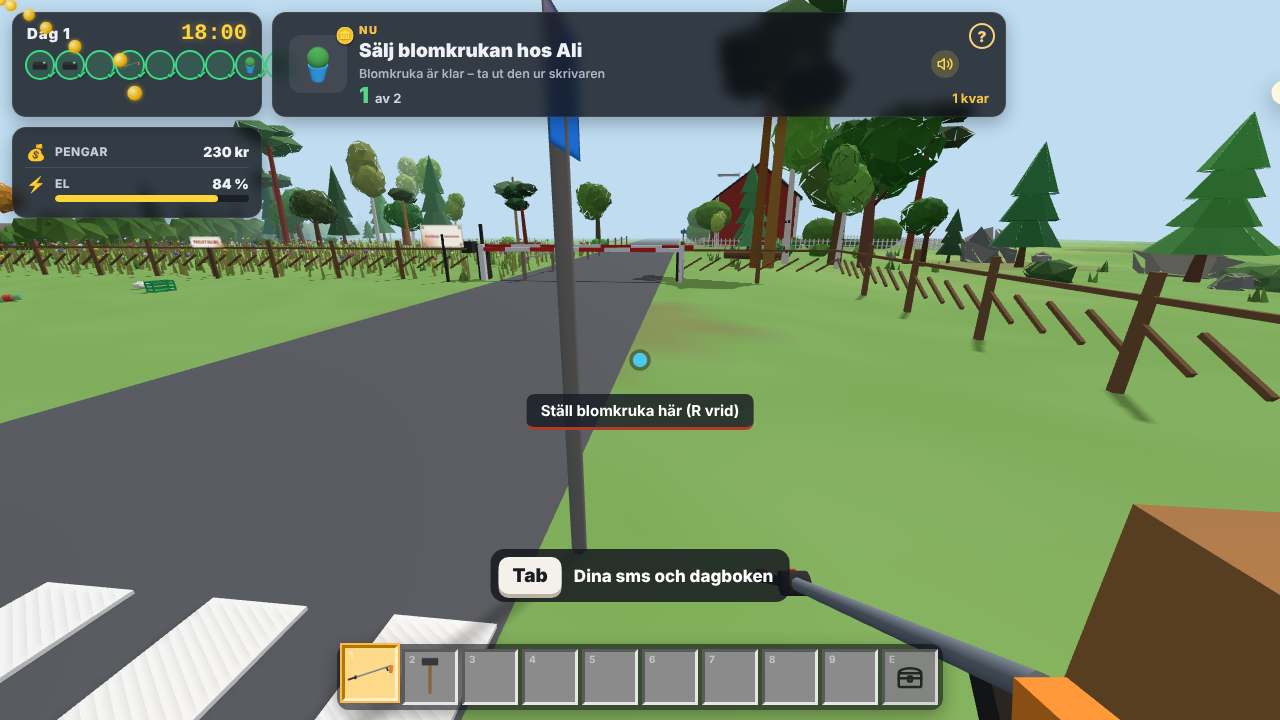 Dag 1
18:00
NU
Sälj blomkrukan hos Ali
Blomkruka är klar – ta ut den ur skrivaren
1 av 2
1 kvar
?
PENGAR
230 kr
EL
84 %
Ställ blomkruka här (R vrid)
Tab
Dina sms och dagboken
1
2
3
4
5
6
7
8
9
E